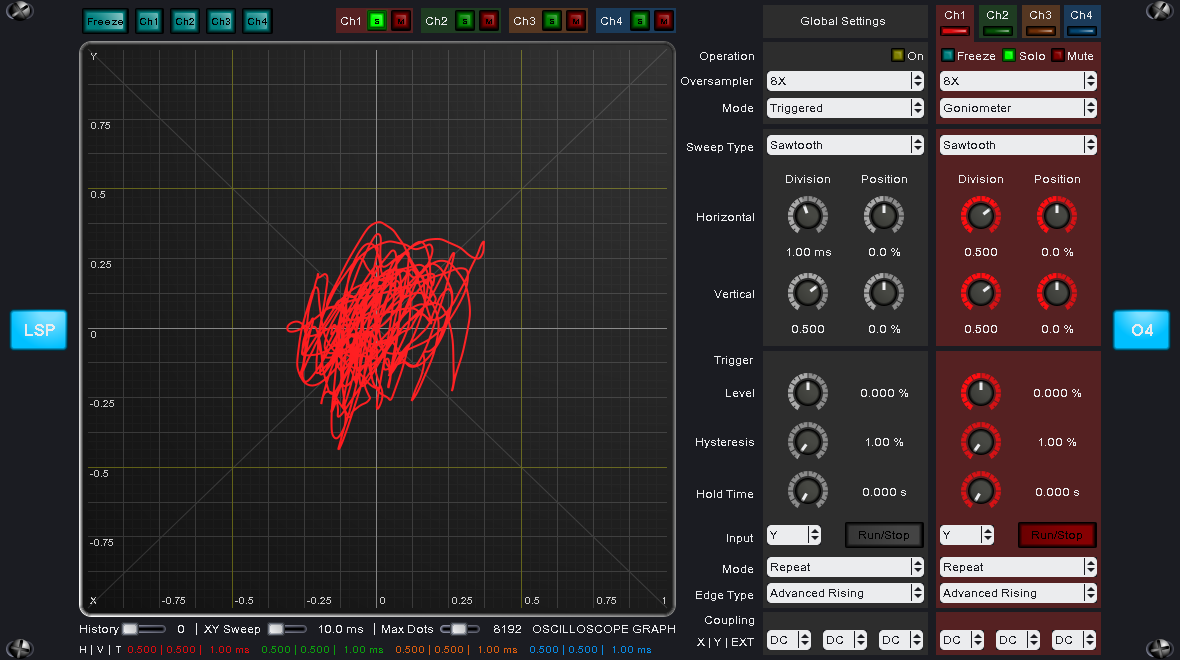 Freeze Ch1 Ch2 Ch3 Ch4 Ch1 S M Ch2 S M Ch3 S M Ch4 S M
Global Settings
Ch1 Ch2 Ch3 Ch4
Y
Operation On Freeze Solo Mute
Oversampler 8X 8X
Mode Triggered Goniometer
0.75
Sweep Type Sawtooth Sawtooth
Division Position Division Position
0.5
Horizontal
1.00 ms 0.0 % 0.500 0.0 %
0.25
Vertical
0.500 0.0 % 0.500 0.0 %
LSP
0
O4
Trigger
Level 0.000 % 0.000 %
-0.25
Hysteresis 1.00 % 1.00 %
-0.5
Hold Time 0.000 s 0.000 s
-0.75
Input Y Run/Stop Y Run/Stop
Mode Repeat Repeat
Edge Type Advanced Rising Advanced Rising
X -0.75 -0.5 -0.25 0 0.25 0.5 0.75 1
Coupling
History 0 | XY Sweep 10.0 ms | Max Dots 8192 OSCILLOSCOPE GRAPH
X | Y | EXT DC DC DC DC DC DC
H | V | T 0.500 | 0.500 | 1.00 ms 0.500 | 0.500 | 1.00 ms 0.500 | 0.500 | 1.00 ms 0.500 | 0.500 | 1.00 ms